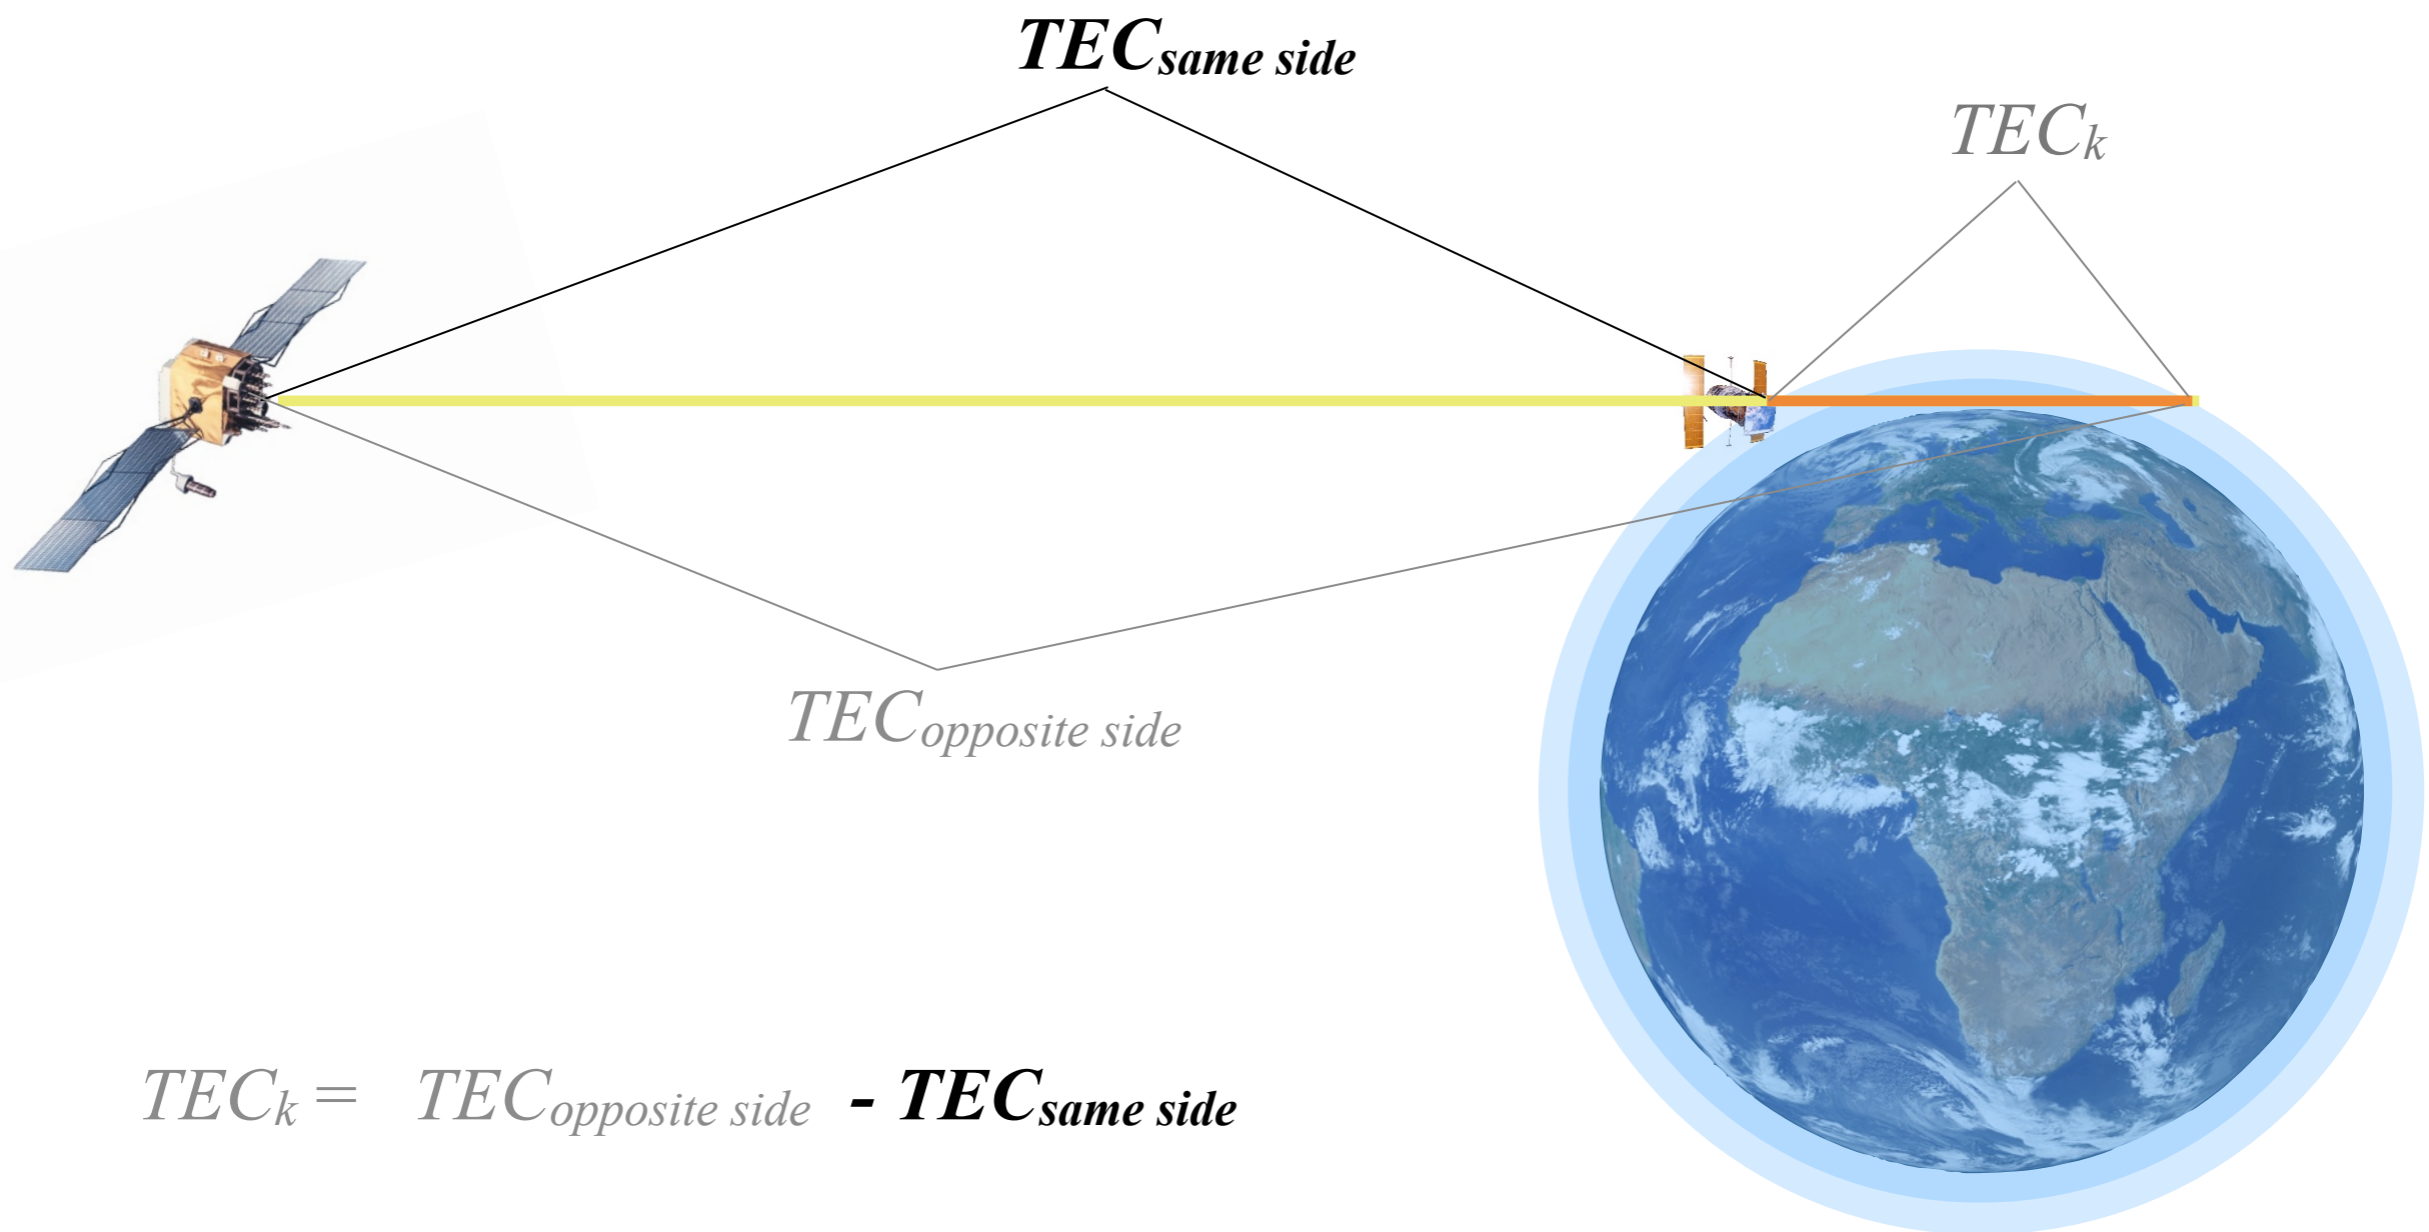 TECsame side
TECk
TECopposite side
TECk = TECopposite side - TECsame side